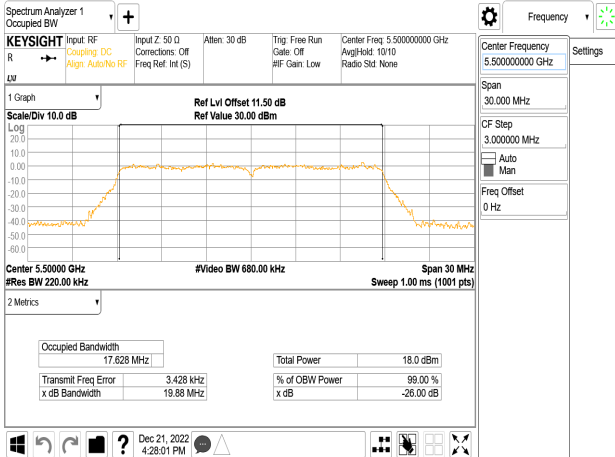 Spectrum Analyzer 1
Occupied BW
Frequency
Settings
KEYSIGHT
R
LXI
Input: RF
Coupling: DC
Align: Auto/No RF
Input Z: 50 Ω
Corrections: Off
Freq Ref: Int (S)
Atten: 30 dB
Trig: Free Run
Gate: Off
#IF Gain: Low
Center Freq: 5.500000000 GHz
Avg|Hold: 10/10
Radio Std: None
Center Frequency
5.500000000 GHz
Span
30.000 MHz
CF Step
3.000000 MHz
Auto
Man
Freq Offset
0 Hz
1 Graph
Scale/Div 10.0 dB
Ref Lvl Offset 11.50 dB
Ref Value 30.00 dBm
Log
20.0
10.0
0.00
-10.0
-20.0
-30.0
-40.0
-50.0
-60.0
Center 5.50000 GHz
#Res BW 220.00 kHz
#Video BW 680.00 kHz
Span 30 MHz
Sweep 1.00 ms (1001 pts)
2 Metrics
Occupied Bandwidth
17.628 MHz
Total Power 18.0 dBm
Transmit Freq Error 3.428 kHz
% of OBW Power 99.00 %
x dB Bandwidth 19.88 MHz
x dB -26.00 dB
?
Dec 21, 2022
4:28:01 PM